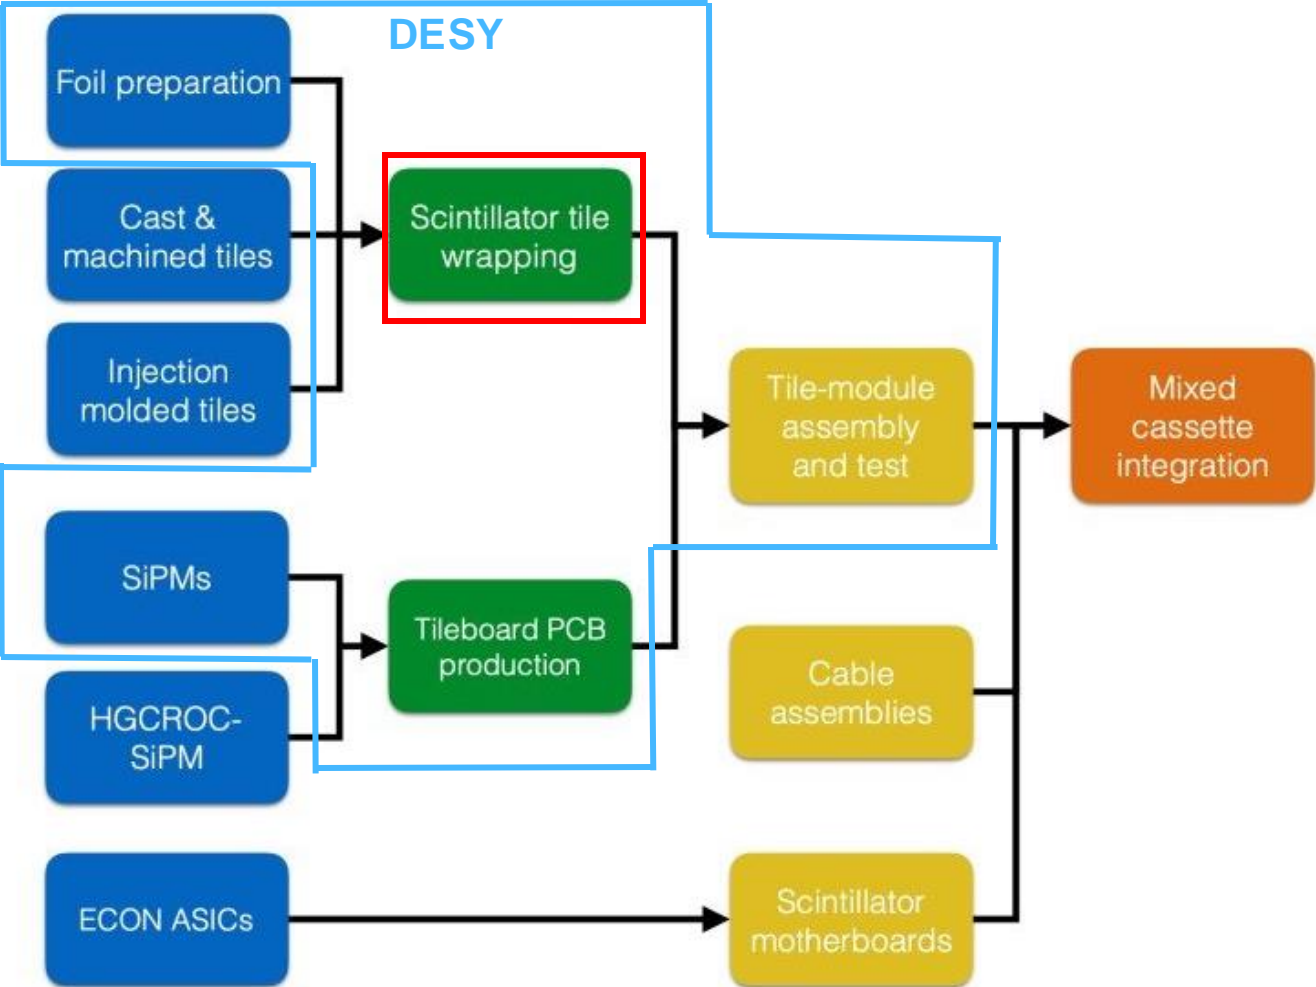 DESY
Foil preparation
Cast &
machined tiles
Scintillator tile
wrapping
Injection
molded tiles
Tile-module
assembly
and test
Mixed
cassette
integration
SiPMs
Tileboard PCB
production
HGCROC-
SiPM
Cable
assemblies
ECON ASICs
Scintillator
motherboards